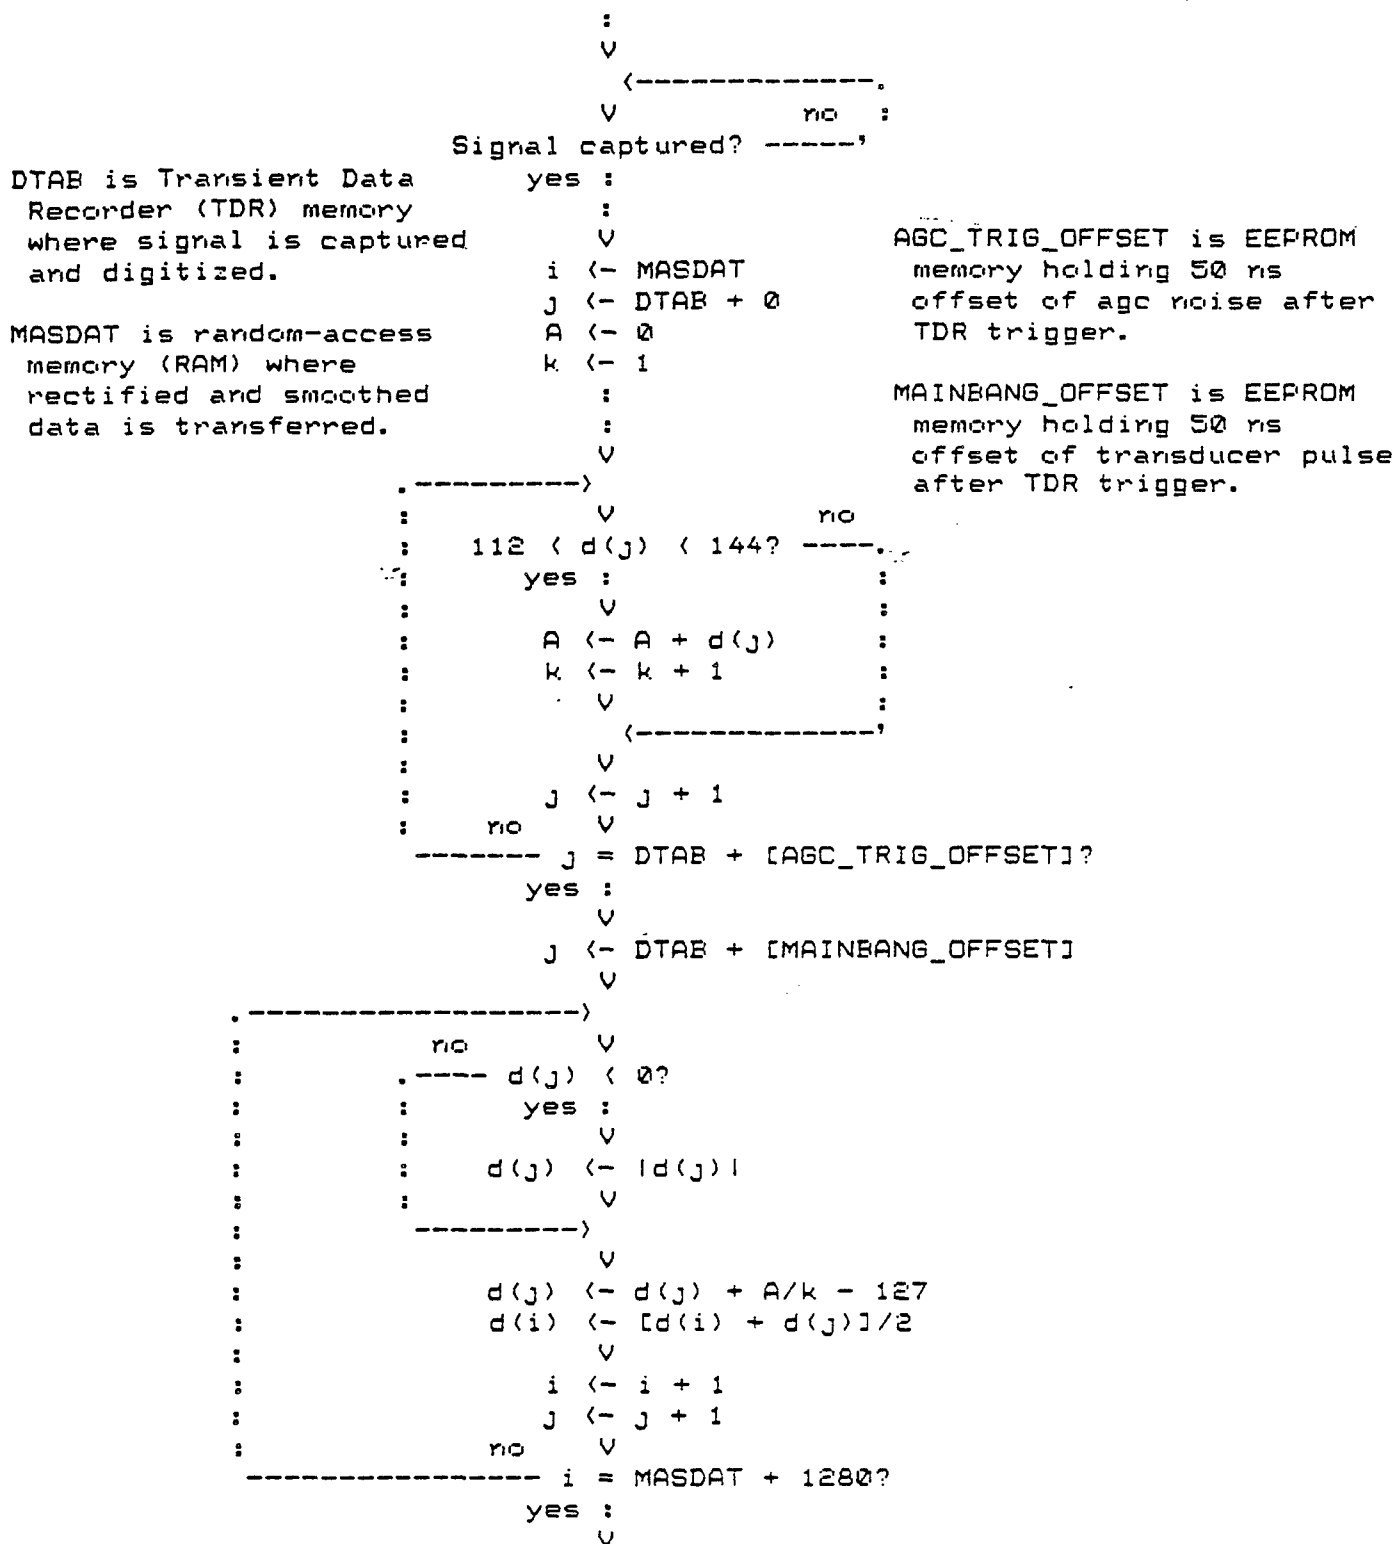 :
V
<-------------.
V no :
Signal captured? -----'
yes :
:
V
DTAB is Transient Data
Recorder (TDR) memory
where signal is captured
and digitized.
MASDAT is random-access
memory (RAM) where
rectified and smoothed
data is transferred.
i <- MASDAT
j <- DTAB + 0
A <- 0
k <- 1
:
:
V
AGC_TRIG_OFFSET is EEPROM
memory holding 50 ns
offset of agc noise after
TDR trigger.
MAINBANG_OFFSET is EEPROM
memory holding 50 ns
offset of transducer pulse
after TDR trigger.
.--------->
: V no
: 112 < d(j) < 144? ----.
: yes : :
: V :
: A <- A + d(j) :
: k <- k + 1 :
: V :
: <-------------'
: V
: j <- j + 1
: no V
------- j = DTAB + [AGC_TRIG_OFFSET]?
yes :
V
j <- DTAB + [MAINBANG_OFFSET]
V
.------------------>
: no V
: .---- d(j) < 0?
: : yes :
: : V
: : d(j) <- |d(j)|
: : V
: --------->
: V
: d(j) <- d(j) + A/k - 127
: d(i) <- [d(i) + d(j)]/2
: V
: i <- i + 1
: j <- j + 1
: no V
---------------- i = MASDAT + 1280?
yes :
V